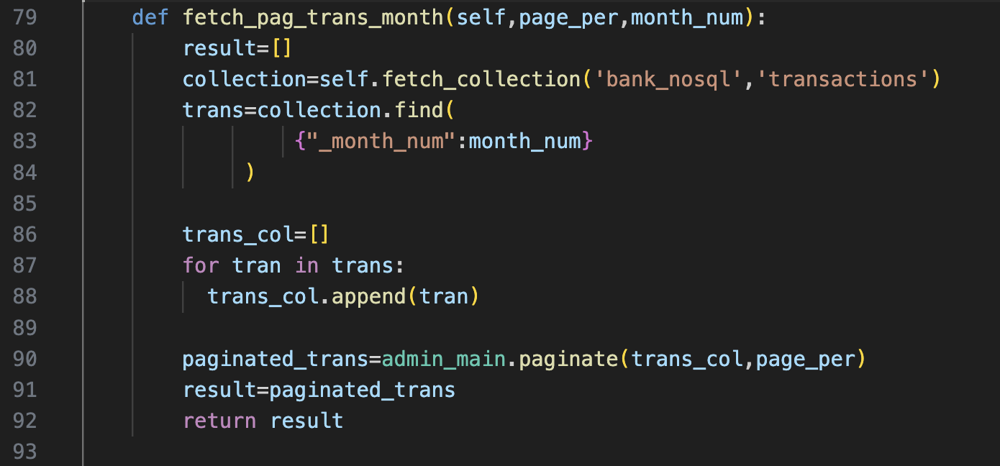 79 def fetch_pag_trans_month(self,page_per,month_num):
80 result=[]
81 collection=self.fetch_collection('bank_nosql','transactions')
82 trans=collection.find(
83 {"_month_num":month_num}
84 )
85
86 trans_col=[]
87 for tran in trans:
88 trans_col.append(tran)
89
90 paginated_trans=admin_main.paginate(trans_col,page_per)
91 result=paginated_trans
92 return result
93